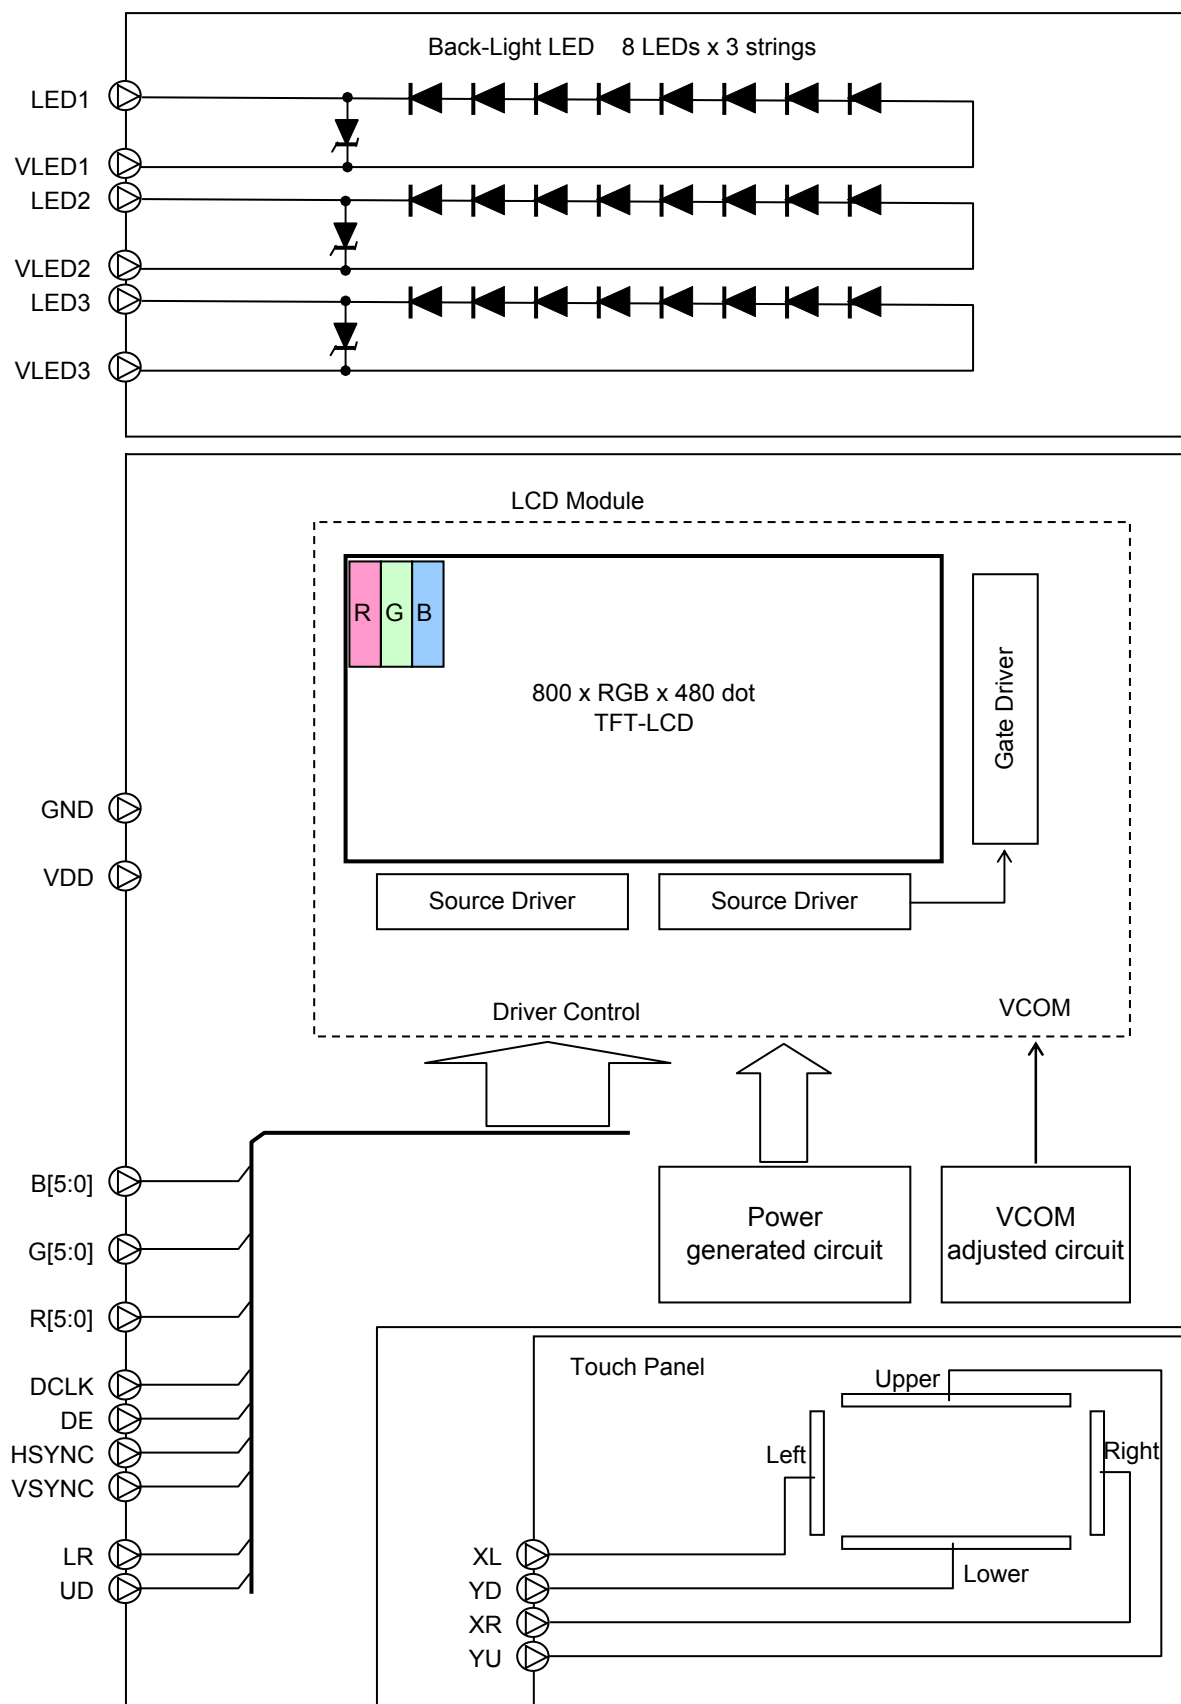 Back-Light LED 8 LEDs x 3 strings
LED1
VLED1
LED2
VLED2
LED3
VLED3
LCD Module
R G B
800 x RGB x 480 dot
TFT-LCD
Gate Driver
GND
VDD
Source Driver
Source Driver
Driver Control
VCOM
B[5:0]
G[5:0]
R[5:0]
DCLK
DE
HSYNC
VSYNC
LR
UD
Power
generated circuit
VCOM
adjusted circuit
Touch Panel
Upper
Left
Right
Lower
XL
YD
XR
YU